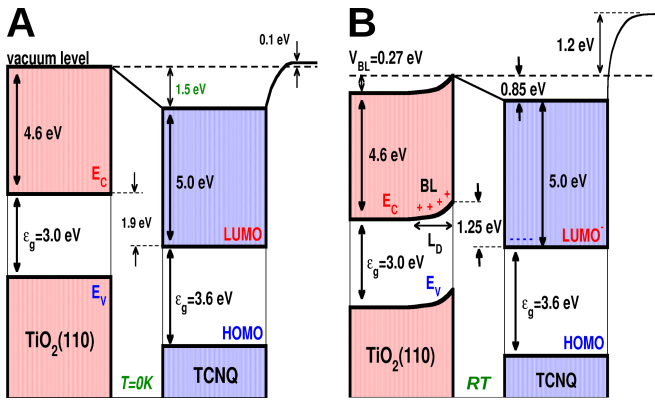 A
vacuum level
0.1 eV
1.5 eV
4.6 eV
E_C
5.0 eV
1.9 eV
LUMO
ε_g=3.0 eV
E_V
ε_g=3.6 eV
HOMO
TiO₂(110)
T=0K
TCNQ
B
V_BL=0.27 eV
1.2 eV
0.85 eV
4.6 eV
BL
5.0 eV
E_C
+ + + +
1.25 eV
L_D
-----
LUMO⁻
ε_g=3.0 eV
E_V
ε_g=3.6 eV
HOMO
TiO₂(110)
RT
TCNQ